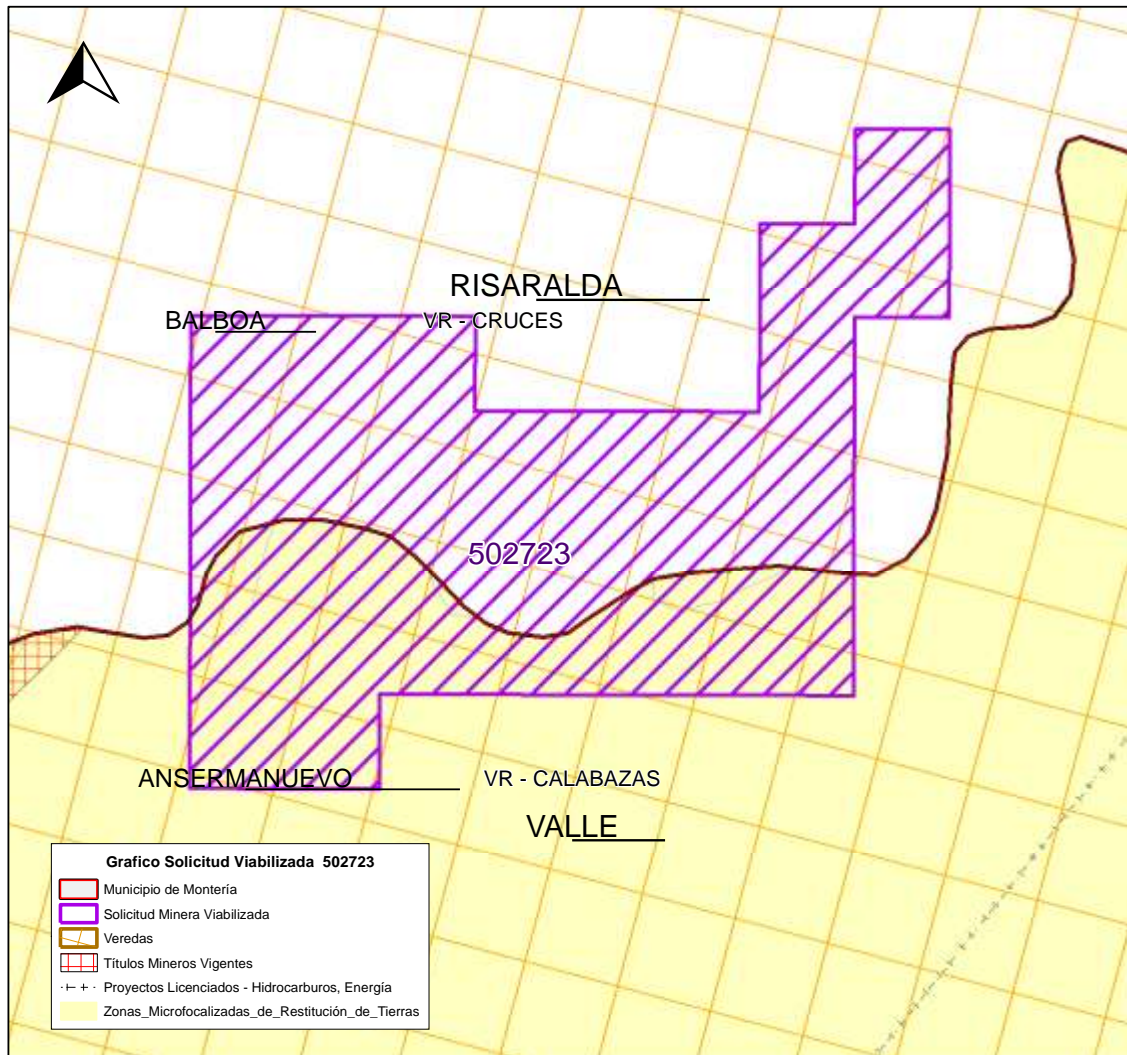 RISARALDA
BALBOA
VR - CRUCES
502723
ANSERMANUEVO
VR - CALABAZAS
VALLE
Grafico Solicitud Viabilizada 502723
Municipio de Montería
Solicitud Minera Viabilizada
Veredas
Títulos Mineros Vigentes
Proyectos Licenciados - Hidrocarburos, Energía
Zonas_Microfocalizadas_de_Restitución_de_Tierras